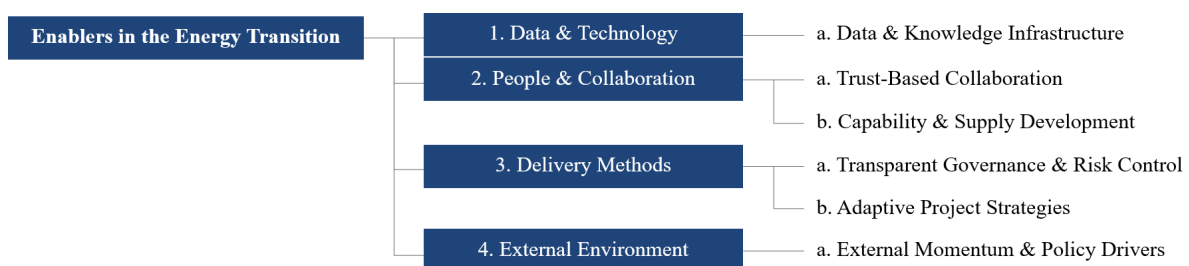 Enablers in the Energy Transition
1. Data & Technology
a. Data & Knowledge Infrastructure
2. People & Collaboration
a. Trust-Based Collaboration
b. Capability & Supply Development
3. Delivery Methods
a. Transparent Governance & Risk Control
b. Adaptive Project Strategies
4. External Environment
a. External Momentum & Policy Drivers